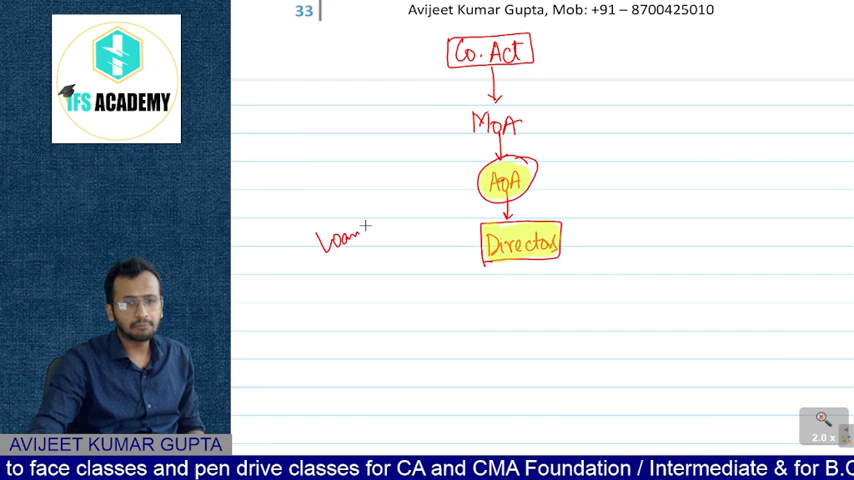 33
Avijeet Kumar Gupta, Mob: +91 – 8700425010
IFS ACADEMY
Co. Act
MoA
AoA
Directors
Loan
2.0 x
AVIJEET KUMAR GUPTA
to face classes and pen drive classes for CA and CMA Foundation / Intermediate & for B.C